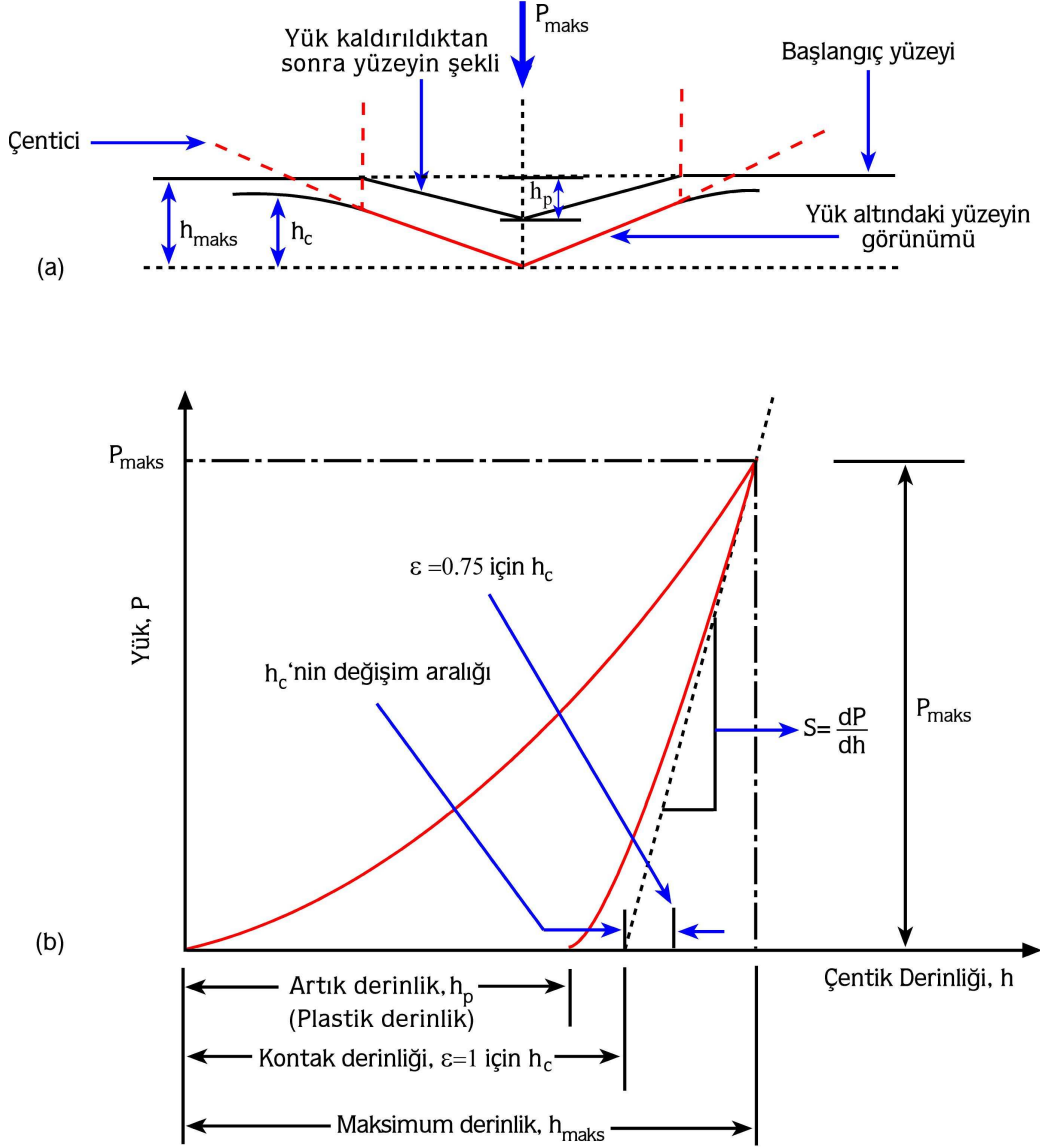 P_maks
Yük kaldırıldıktan
sonra yüzeyin şekli
Başlangıç yüzeyi
Çentici
h_p
h_maks
h_c
Yük altındaki yüzeyin
görünümü
(a)
P_maks
ε =0.75 için h_c
Yük, P
h_c'nin değişim aralığı
S= dP
dh
P_maks
(b)
Çentik Derinliği, h
Artık derinlik, h_p
(Plastik derinlik)
Kontak derinliği, ε=1 için h_c
Maksimum derinlik, h_maks